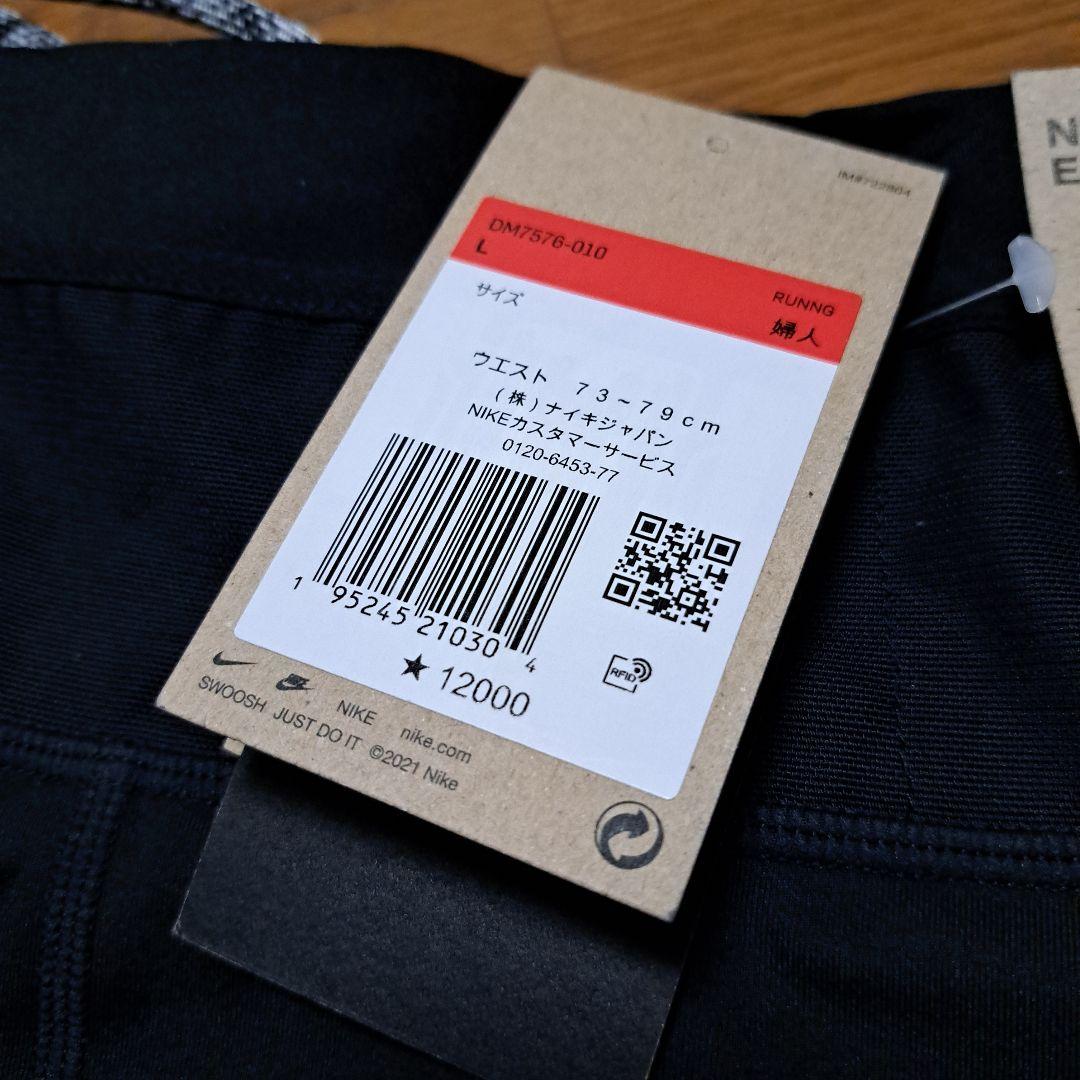 IM#722864
DM7576-010
L
RUNNG
婦人
サイズ
ウエスト　73~79cm
(株)ナイキジャパン
NIKEカスタマーサービス
0120-6453-77
1 95245 21030 4
★12000
RFID
NIKE nike.com
SWOOSH JUST DO IT ©2021 Nike
N
E